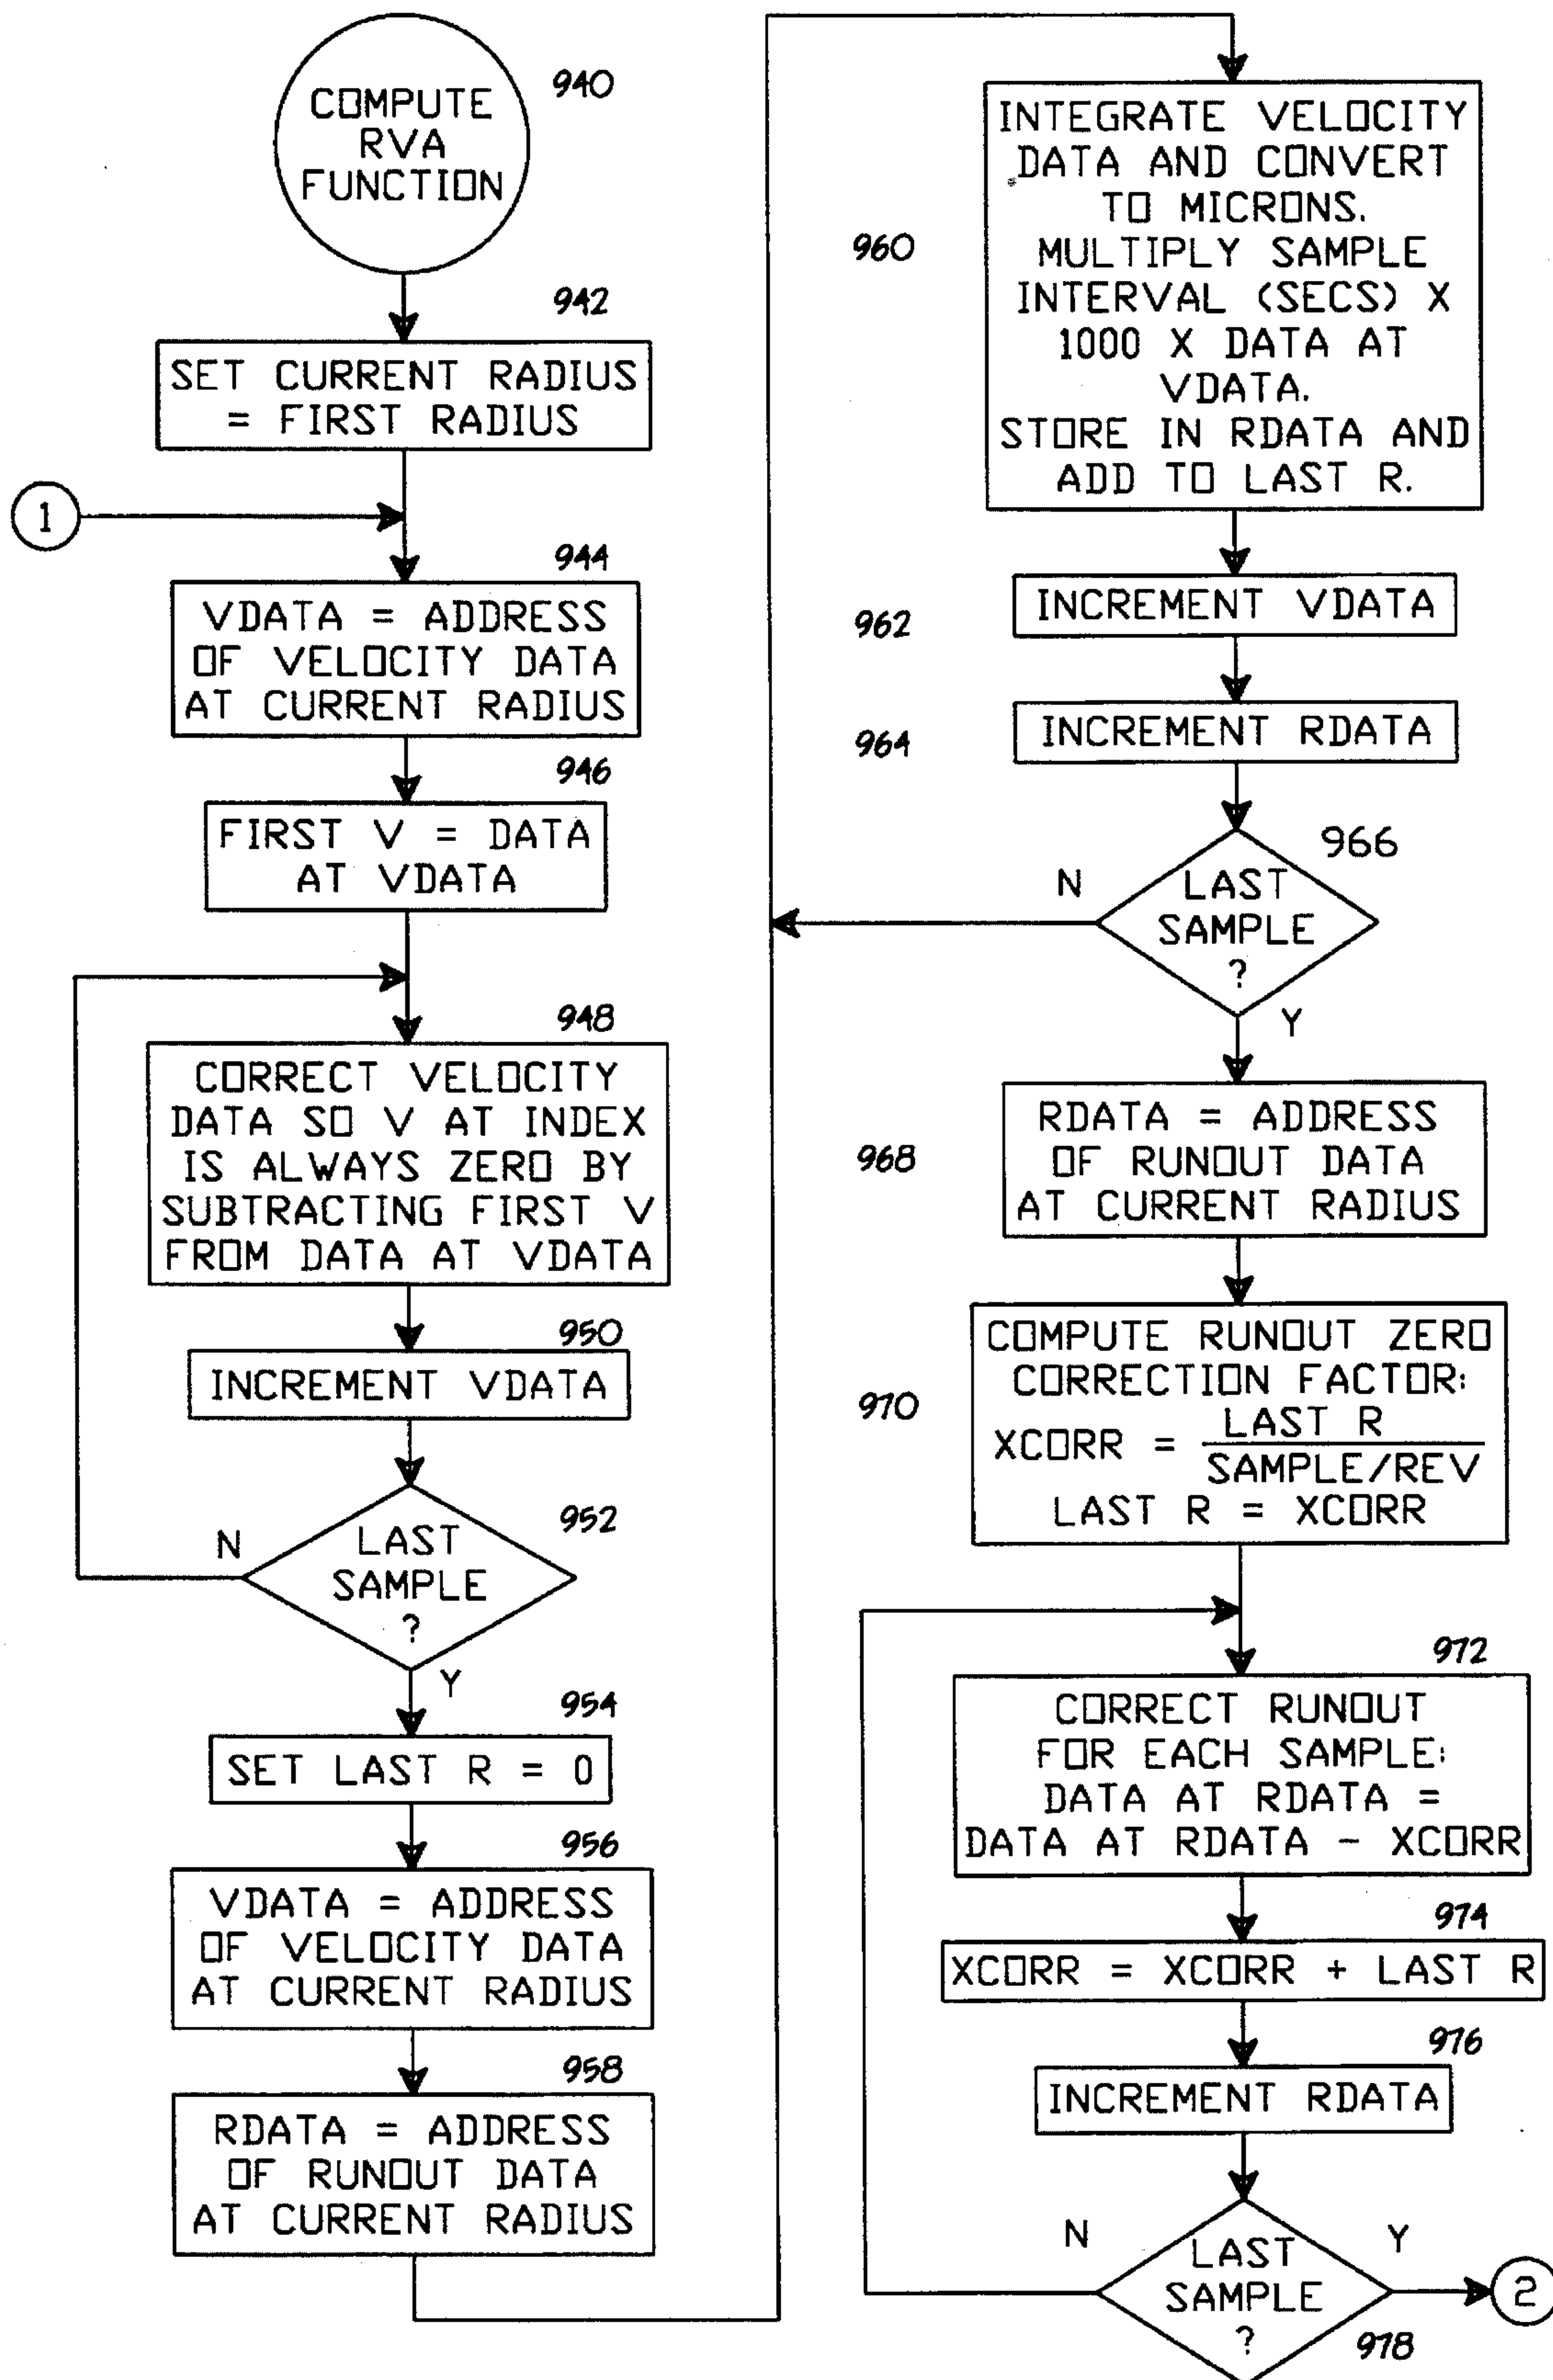 COMPUTE
RVA
FUNCTION
940
942
SET CURRENT RADIUS
= FIRST RADIUS
1
944
VDATA = ADDRESS
OF VELOCITY DATA
AT CURRENT RADIUS
946
FIRST V = DATA
AT VDATA
948
CORRECT VELOCITY
DATA SO V AT INDEX
IS ALWAYS ZERO BY
SUBTRACTING FIRST V
FROM DATA AT VDATA
950
INCREMENT VDATA
952
N
LAST
SAMPLE
?
Y
954
SET LAST R = 0
956
VDATA = ADDRESS
OF VELOCITY DATA
AT CURRENT RADIUS
958
RDATA = ADDRESS
OF RUNOUT DATA
AT CURRENT RADIUS
960
INTEGRATE VELOCITY
DATA AND CONVERT
TO MICRONS.
MULTIPLY SAMPLE
INTERVAL (SECS) X
1000 X DATA AT
VDATA.
STORE IN RDATA AND
ADD TO LAST R.
962
INCREMENT VDATA
964
INCREMENT RDATA
966
N
LAST
SAMPLE
?
Y
968
RDATA = ADDRESS
OF RUNOUT DATA
AT CURRENT RADIUS
970
COMPUTE RUNOUT ZERO
CORRECTION FACTOR:
XCORR = LAST R
SAMPLE/REV
LAST R = XCORR
972
CORRECT RUNOUT
FOR EACH SAMPLE:
DATA AT RDATA =
DATA AT RDATA - XCORR
974
XCORR = XCORR + LAST R
976
INCREMENT RDATA
N
LAST
SAMPLE
?
Y
2
978